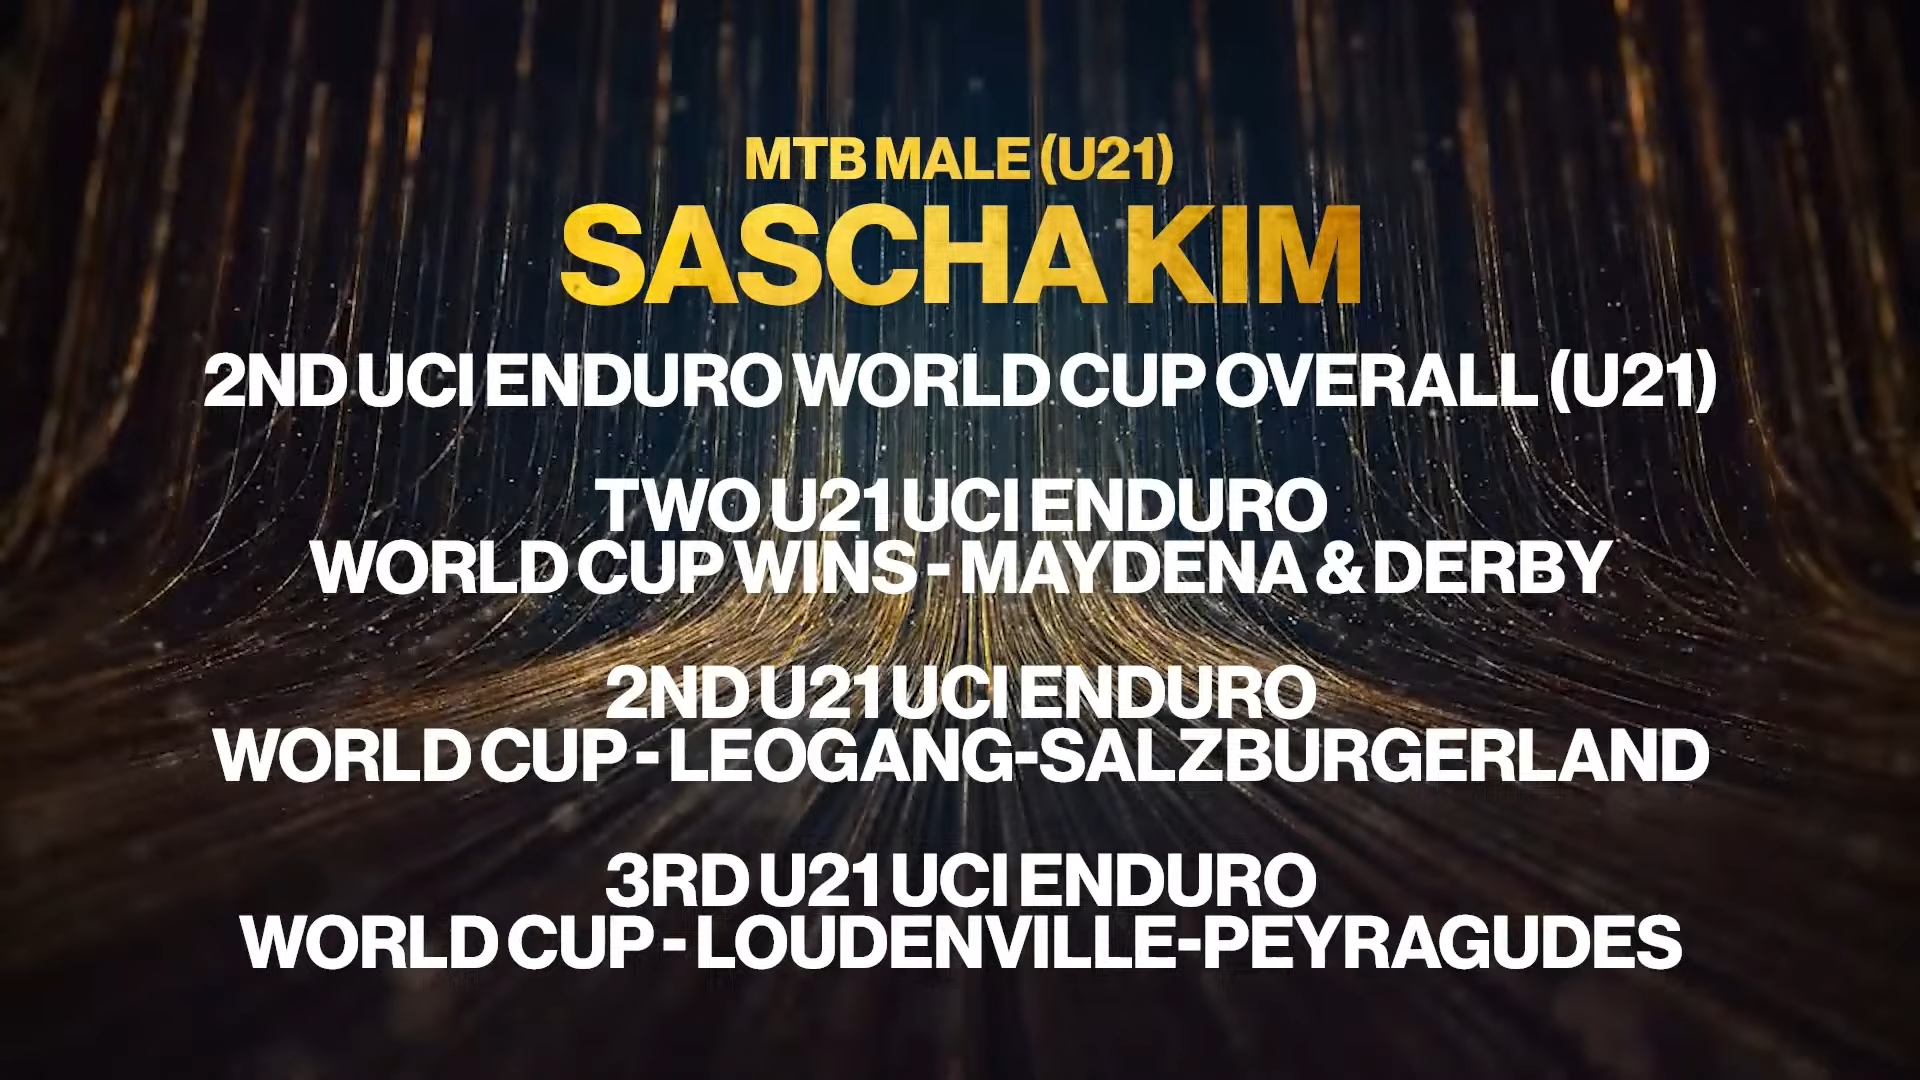 MTB MALE (U21)
SASCHA KIM
2ND UCI ENDURO WORLD CUP OVERALL (U21)
TWO U21 UCI ENDURO
WORLD CUP WINS - MAYDENA & DERBY
2ND U21 UCI ENDURO
WORLD CUP - LEOGANG-SALZBURGERLAND
3RD U21 UCI ENDURO
WORLD CUP - LOUDENVILLE-PEYRAGUDES